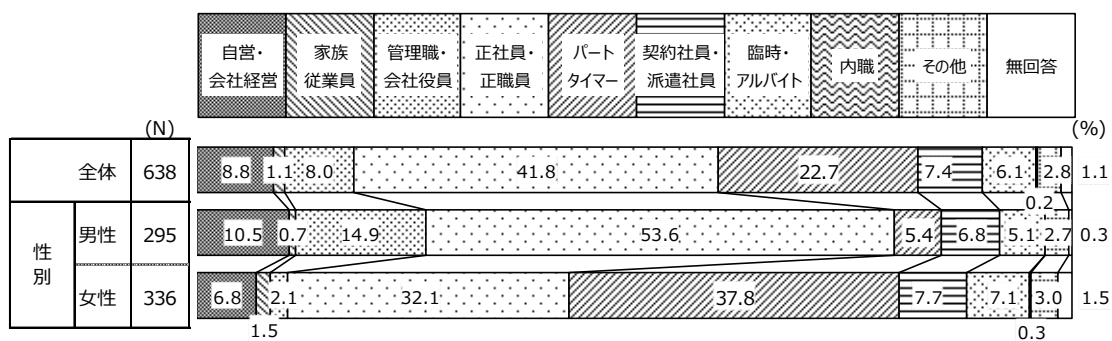 自営・ 家族 管理職・ 正社員・ パート 契約社員・ 臨時・ 内職 その他 無回答
会社経営 従業員 会社役員 正職員 タイマー 派遣社員 アルバイト
(N) (%)
全体 638 8.8 1.1 8.0 41.8 22.7 7.4 6.1 2.8 1.1
0.2
性別
男性 295 10.5 0.7 14.9 53.6 5.4 6.8 5.1 2.7 0.3
女性 336 6.8 2.1 32.1 37.8 7.7 7.1 3.0 1.5
1.5 0.3